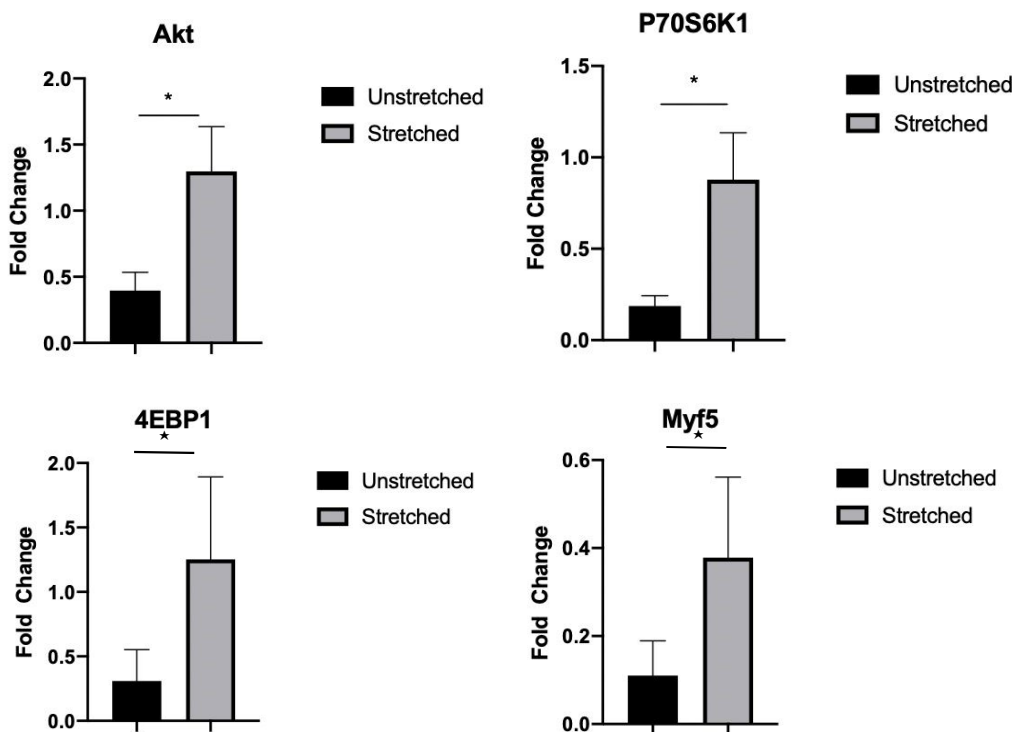 Akt
*
2.0
1.5
1.0
0.5
0.0
Fold Change
Unstretched
Stretched
P70S6K1
*
1.5
1.0
0.5
0.0
Fold Change
Unstretched
Stretched
4EBP1
★
2.0
1.5
1.0
0.5
0.0
Fold Change
Unstretched
Stretched
Myf5
★
0.6
0.4
0.2
0.0
Fold Change
Unstretched
Stretched